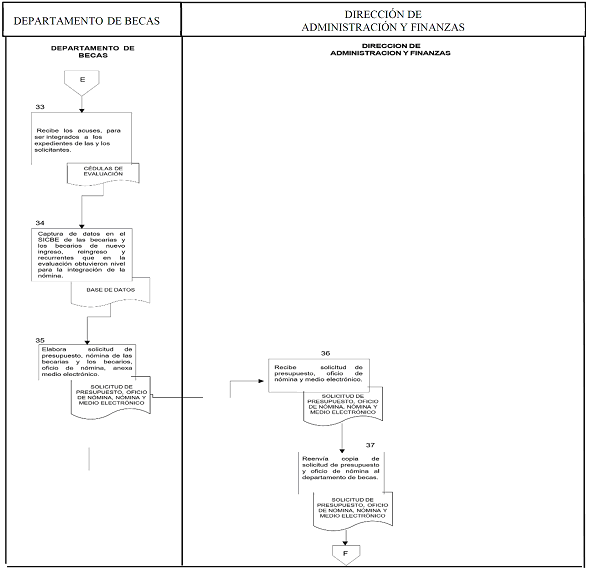 DEPARTAMENTO DE BECAS
DIRECCIÓN DE
ADMINISTRACIÓN Y FINANZAS
DEPARTAMENTO DE
BECAS
DIRECCION DE
ADMINISTRACION Y FINANZAS
E
33
Recibe los acuses, para
ser integrados a los
expedientes de las y los
solicitantes.
CÉDULAS DE
EVALUACIÓN
34
Captura de datos en el
SICBE de las becarias y
los becarios de nuevo
ingreso, reingreso y
recurrentes que en la
evaluación obtuvieron nivel
para la integración de la
nómina.
BASE DE DATOS
35
Elabora solicitud de
presupuesto, nómina de las
becarias y los becarios,
oficio de nómina, anexa
medio electrónico.
SOLICITUD DE
PRESUPUESTO, OFICIO
DE NÓMINA, NÓMINA Y
MEDIO ELECTRÓNICO
36
Recibe solicitud de
presupuesto, oficio de
nómina y medio electrónico.
SOLICITUD DE
PRESUPUESTO, OFICIO
DE NÓMINA, NÓMINA Y
MEDIO ELECTRÓNICO
37
Reenvía copia de
solicitud de presupuesto
y oficio de nómina al
departamento de becas.
SOLICITUD DE
PRESUPUESTO, OFICIO
DE NÓMINA, NÓMINA Y
MEDIO ELECTRÓNICO
F